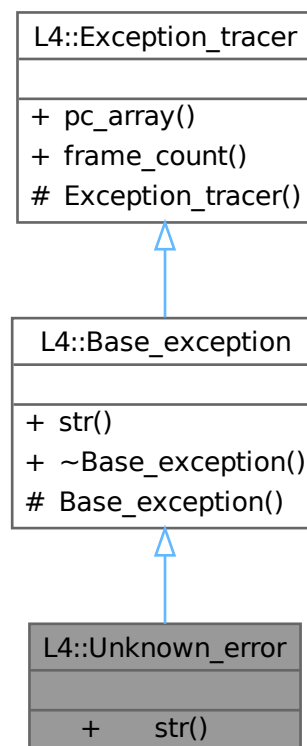 L4::Exception_tracer
+ pc_array()
+ frame_count()
# Exception_tracer()
L4::Base_exception
+ str()
+ ~Base_exception()
# Base_exception()
L4::Unknown_error
+ str()